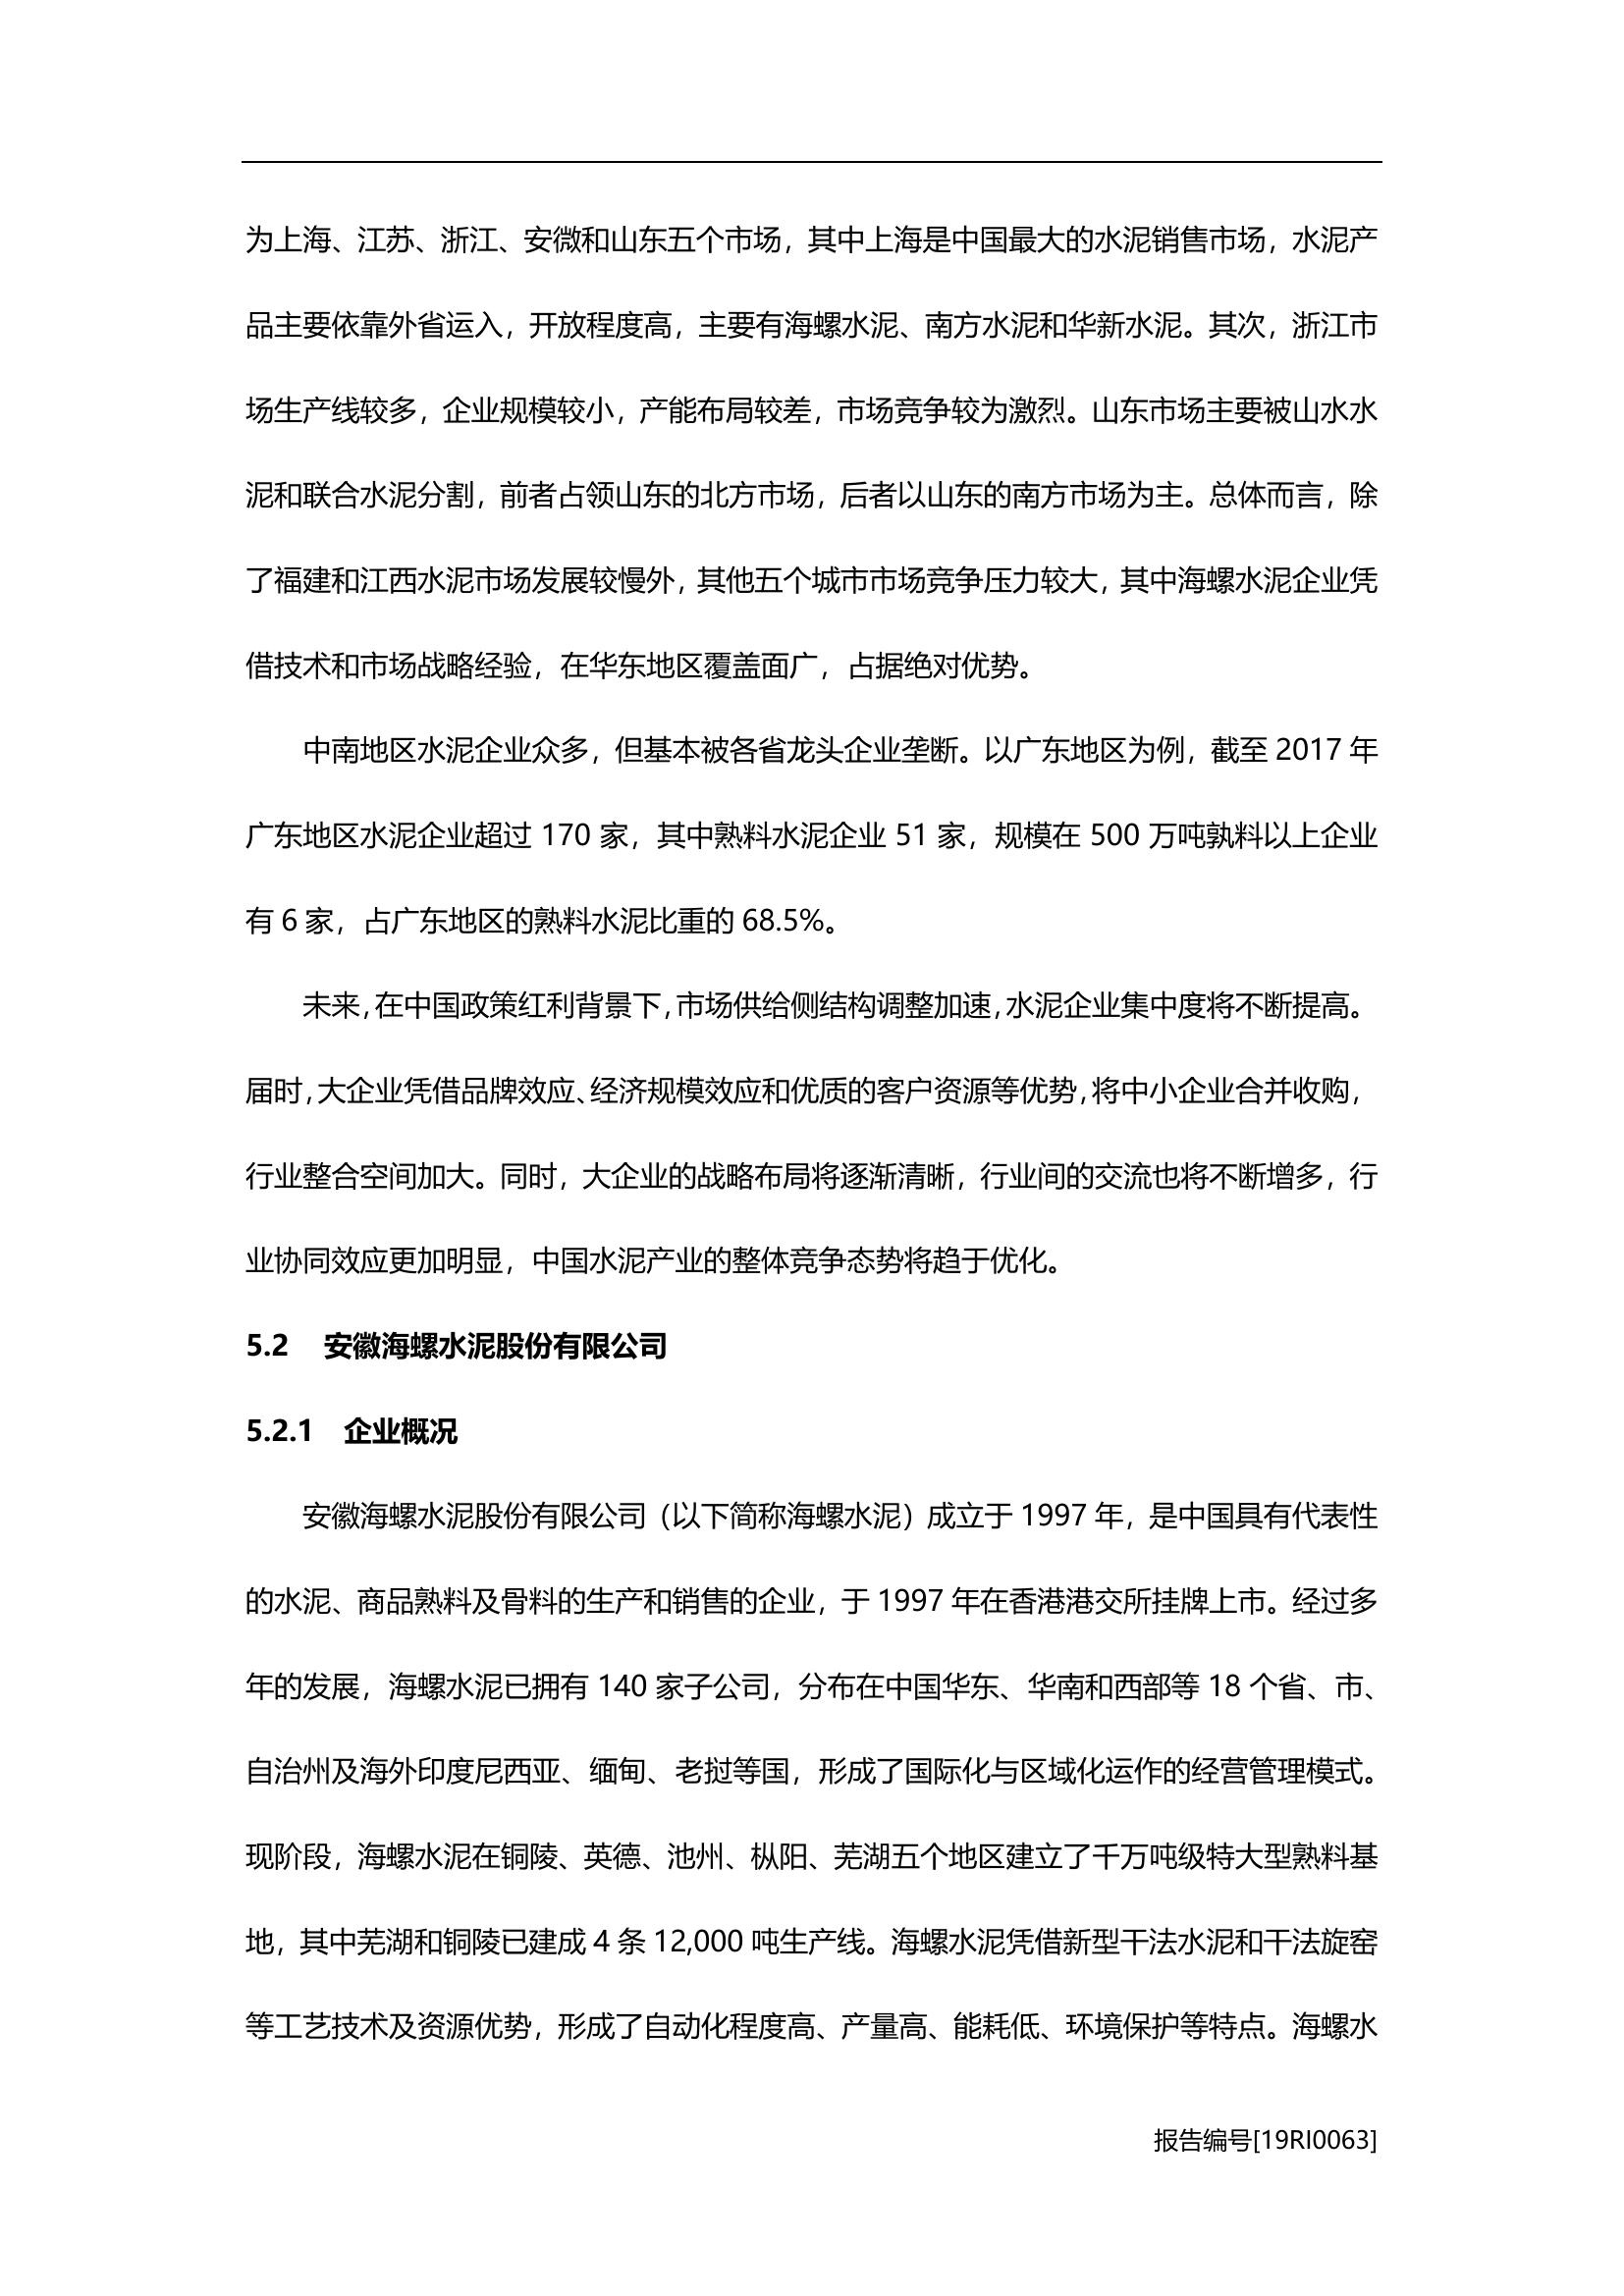 为上海、江苏、浙江、安微和山东五个市场，其中上海是中国最大的水泥销售市场，水泥产
品主要依靠外省运入，开放程度高，主要有海螺水泥、南方水泥和华新水泥。其次，浙江市
场生产线较多，企业规模较小，产能布局较差，市场竞争较为激烈。山东市场主要被山水水
泥和联合水泥分割，前者占领山东的北方市场，后者以山东的南方市场为主。总体而言，除
了福建和江西水泥市场发展较慢外，其他五个城市市场竞争压力较大，其中海螺水泥企业凭
借技术和市场战略经验，在华东地区覆盖面广，占据绝对优势。
中南地区水泥企业众多，但基本被各省龙头企业垄断。以广东地区为例，截至 2017 年
广东地区水泥企业超过 170 家，其中熟料水泥企业 51 家，规模在 500 万吨孰料以上企业
有 6 家，占广东地区的熟料水泥比重的 68.5%。
未来，在中国政策红利背景下，市场供给侧结构调整加速，水泥企业集中度将不断提高。
届时，大企业凭借品牌效应、经济规模效应和优质的客户资源等优势，将中小企业合并收购，
行业整合空间加大。同时，大企业的战略布局将逐渐清晰，行业间的交流也将不断增多，行
业协同效应更加明显，中国水泥产业的整体竞争态势将趋于优化。
5.2 安徽海螺水泥股份有限公司
5.2.1 企业概况
安徽海螺水泥股份有限公司（以下简称海螺水泥）成立于 1997 年，是中国具有代表性
的水泥、商品熟料及骨料的生产和销售的企业，于 1997 年在香港港交所挂牌上市。经过多
年的发展，海螺水泥已拥有 140 家子公司，分布在中国华东、华南和西部等 18 个省、市、
自治州及海外印度尼西亚、缅甸、老挝等国，形成了国际化与区域化运作的经营管理模式。
现阶段，海螺水泥在铜陵、英德、池州、枞阳、芜湖五个地区建立了千万吨级特大型熟料基
地，其中芜湖和铜陵已建成 4 条 12,000 吨生产线。海螺水泥凭借新型干法水泥和干法旋窑
等工艺技术及资源优势，形成了自动化程度高、产量高、能耗低、环境保护等特点。海螺水
报告编号[19RI0063]